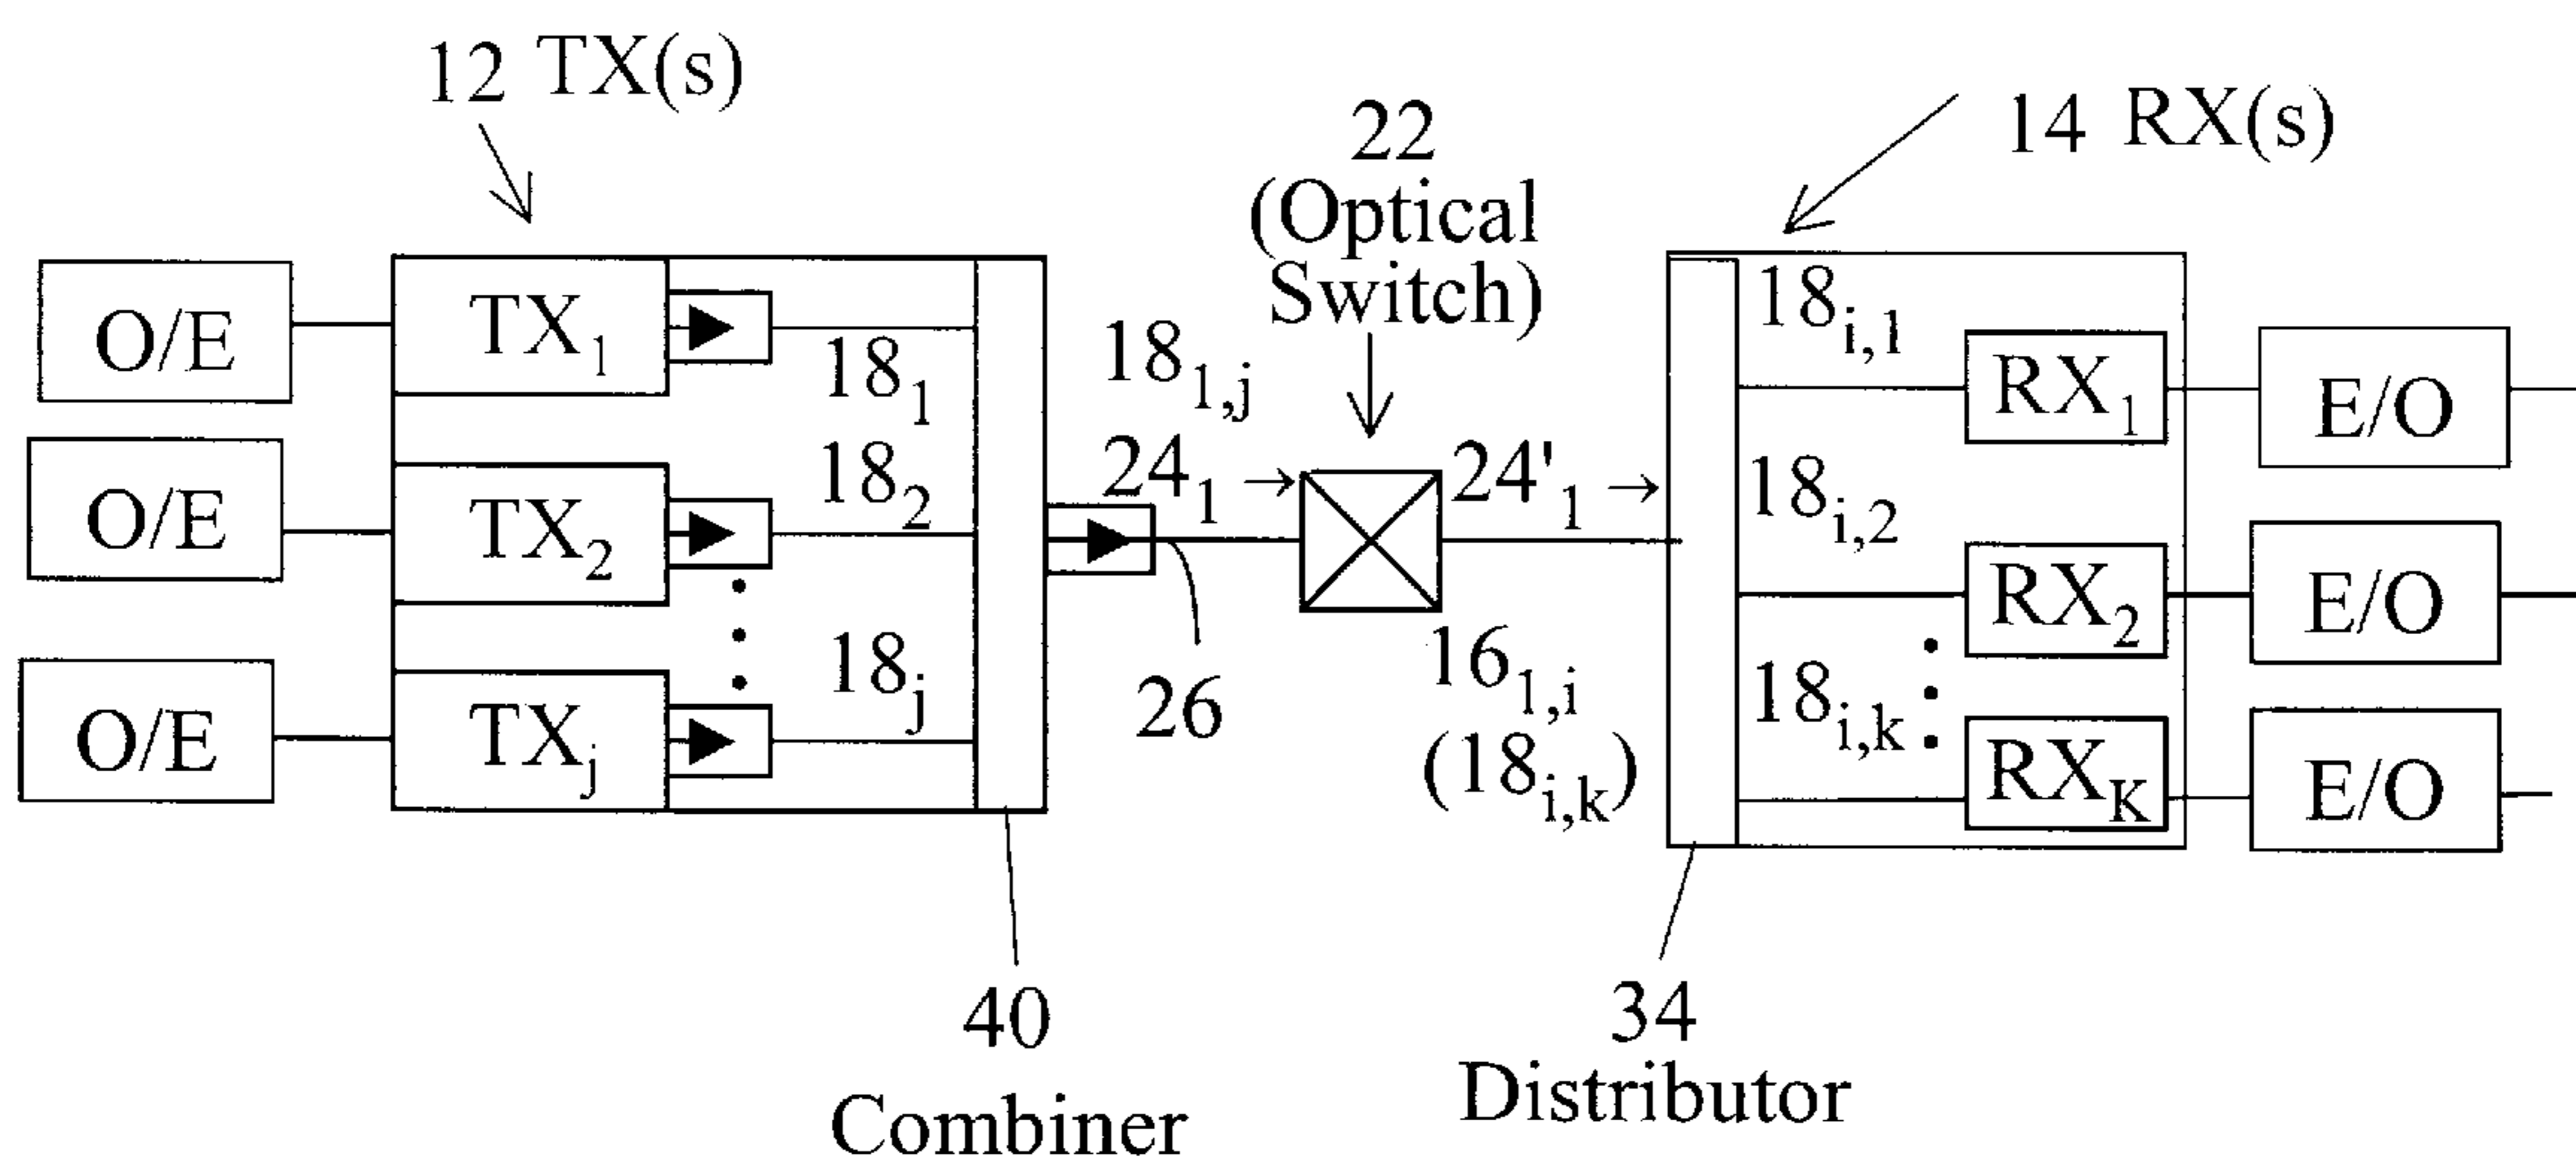 12 TX(s)
14 RX(s)
22
(Optical
Switch)
O/E
TX₁
18₁
18₁,ⱼ
18ᵢ,₁
RX₁
E/O
O/E
TX₂
18₂
24₁ →
24'₁ →
18ᵢ,₂
RX₂
E/O
O/E
TXⱼ
18ⱼ
26
16₁,ᵢ
(18ᵢ,ₖ)
18ᵢ,ₖ
RX_K
E/O
40
Combiner
34
Distributor